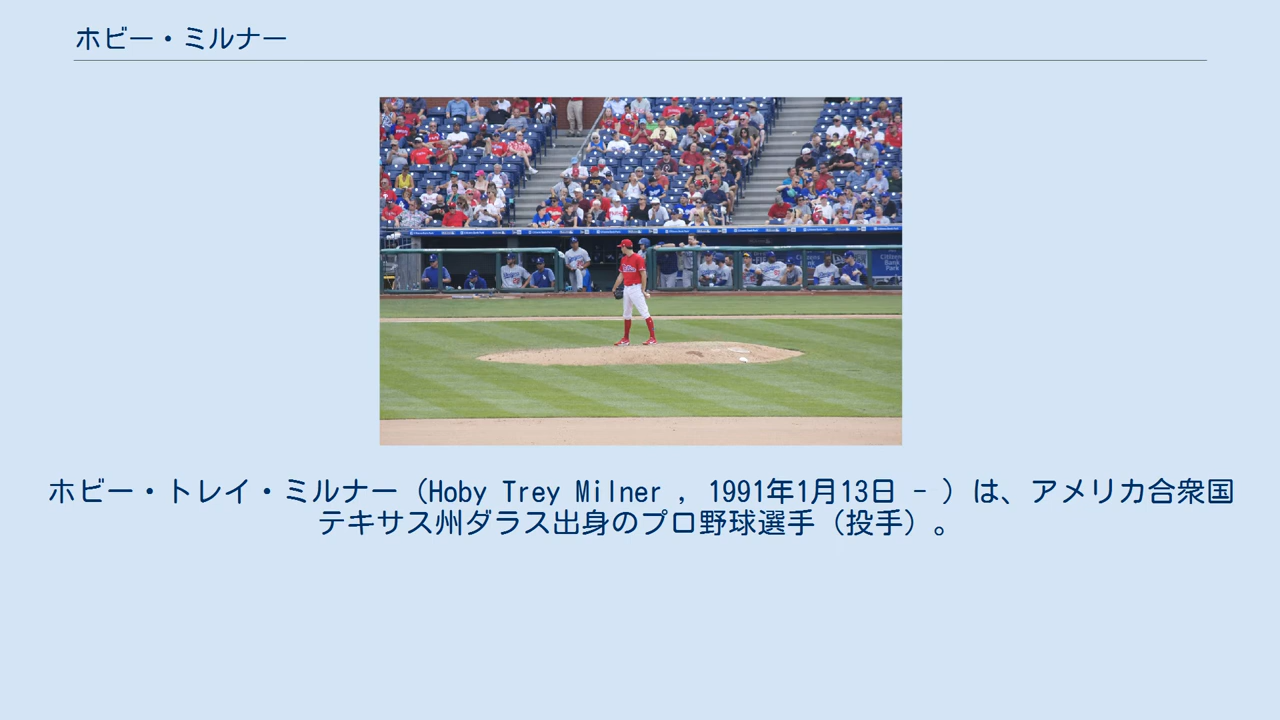 ホビー・ミルナー
Citizens
Bank
Park
ホビー・トレイ・ミルナー（Hoby Trey Milner , 1991年1月13日 - ）は、アメリカ合衆国
テキサス州ダラス出身のプロ野球選手（投手）。